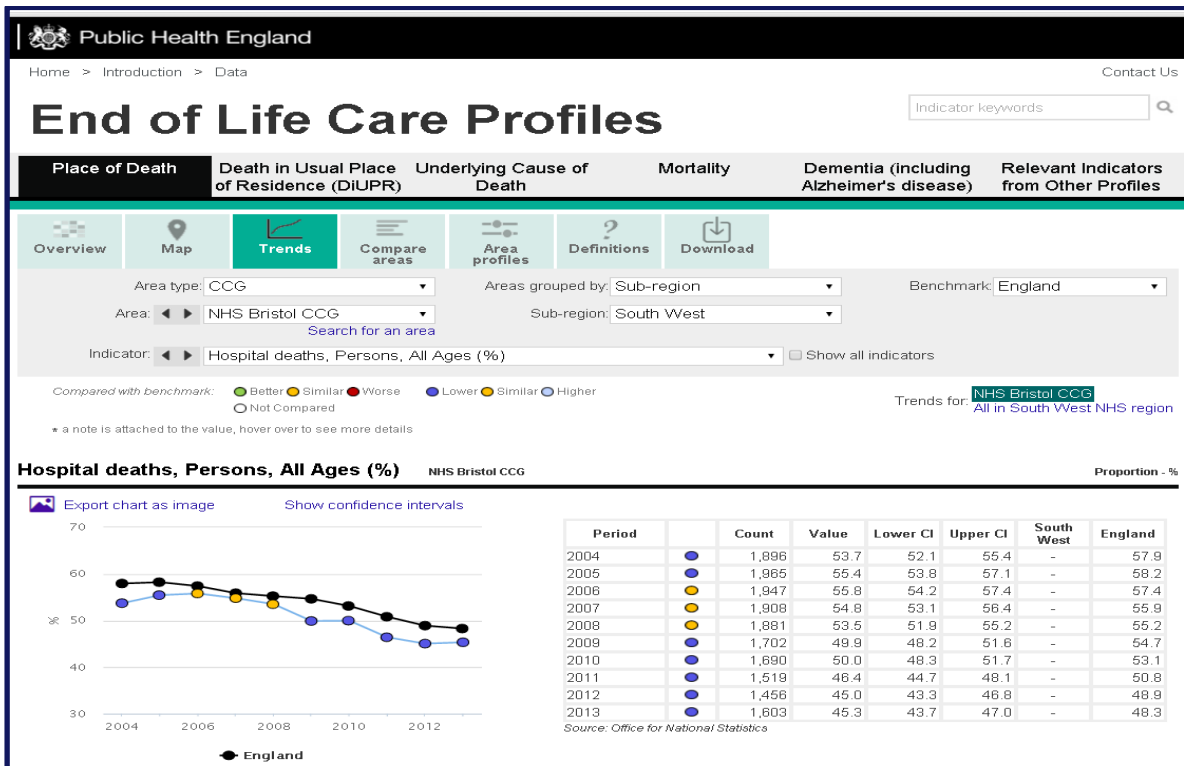 Public Health England
Home > Introduction > Data Contact Us
End of Life Care Profiles
Indicator keywords
Place of Death Death in Usual Place of Residence (DiUPR) Underlying Cause of Death Mortality Dementia (including Alzheimer's disease) Relevant Indicators from Other Profiles
Overview Map Trends Compare areas Area profiles Definitions Download
Area type: CCG Areas grouped by: Sub-region Benchmark: England
Area: NHS Bristol CCG Sub-region: South West
Search for an area
Indicator: Hospital deaths, Persons, All Ages (%) Show all indicators
Compared with benchmark: Better Similar Worse Lower Similar Higher
Not Compared
Trends for: NHS Bristol CCG
All in South West NHS region
* a note is attached to the value, hover over to see more details
Hospital deaths, Persons, All Ages (%) NHS Bristol CCG Proportion - %
Export chart as image Show confidence intervals
70
60
%
50
40
30
2004 2006 2008 2010 2012
England
Period Count Value Lower CI Upper CI South West England
2004 1,896 53.7 52.1 55.4 - 57.9
2005 1,965 55.4 53.8 57.1 - 58.2
2006 1,947 55.8 54.2 57.4 - 57.4
2007 1,908 54.8 53.1 56.4 - 55.9
2008 1,881 53.5 51.9 55.2 - 55.2
2009 1,702 49.9 48.2 51.6 - 54.7
2010 1,690 50.0 48.3 51.7 - 53.1
2011 1,519 46.4 44.7 48.1 - 50.8
2012 1,456 45.0 43.3 46.8 - 48.9
2013 1,603 45.3 43.7 47.0 - 48.3
Source: Office for National Statistics